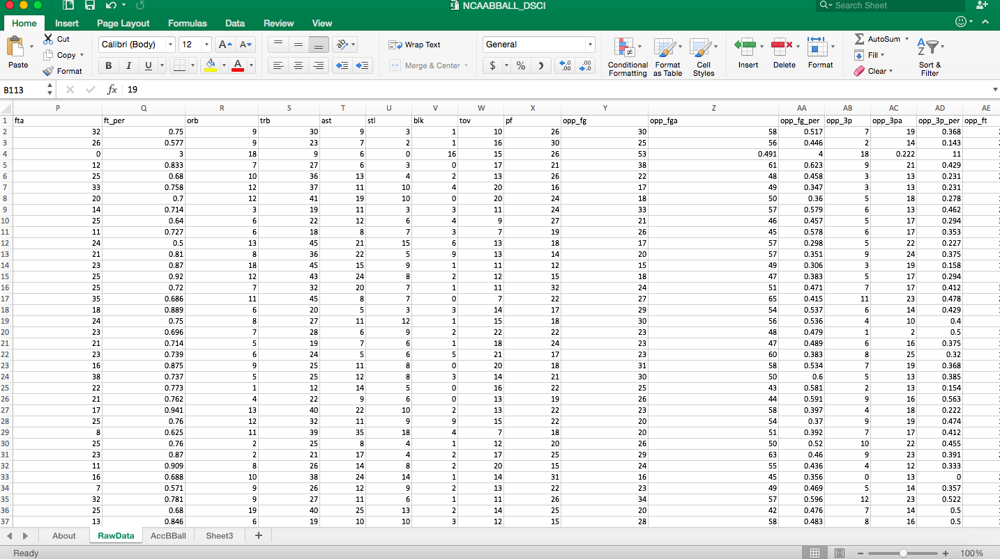 NCAABBALL_DSCI
Search Sheet
Home Insert Page Layout Formulas Data Review View
Paste
Cut
Copy
Format
Calibri (Body) 12 A A
B I U A
Wrap Text
Merge & Center
General
$ % .0 .00 .00 .0
Conditional Formatting
Format as Table
Cell Styles
Insert
Delete
Format
AutoSum
Fill
Clear
A Z
Sort & Filter
B113 fx 19
P Q R S T U V W X Y Z AA AB AC AD AE
1 fta ft_per orb trb ast stl blk tov pf opp_fg opp_fga opp_fg_per opp_3p opp_3pa opp_3p_per opp_ft
2 32 0.75 9 30 9 3 1 10 26 30 58 0.517 7 19 0.368
3 26 0.577 9 23 7 2 1 16 30 25 56 0.446 2 14 0.143
4 0 3 18 9 6 0 16 15 26 53 0.491 4 18 0.222 11
5 12 0.833 7 27 6 3 0 17 21 38 61 0.623 9 21 0.429
6 25 0.68 10 36 13 4 2 13 26 22 48 0.458 3 13 0.231
7 33 0.758 12 37 11 10 4 20 16 17 49 0.347 3 13 0.231
8 20 0.7 12 41 19 10 0 20 24 18 50 0.36 5 18 0.278
9 14 0.714 3 19 11 3 3 11 24 33 57 0.579 6 13 0.462
10 25 0.64 6 22 12 6 4 9 27 21 46 0.457 5 17 0.294
11 11 0.727 6 18 8 7 3 7 19 26 45 0.578 6 17 0.353
12 24 0.5 13 45 21 15 6 13 18 17 57 0.298 5 22 0.227
13 21 0.81 8 36 22 5 9 13 14 20 57 0.351 9 24 0.375
14 23 0.87 18 45 15 9 1 11 12 15 49 0.306 3 19 0.158
15 25 0.92 12 43 24 8 2 12 15 18 47 0.383 5 17 0.294
16 25 0.72 7 32 20 7 1 11 32 24 51 0.471 7 17 0.412
17 35 0.686 11 45 8 7 0 7 22 27 65 0.415 11 23 0.478
18 18 0.889 6 20 5 3 3 14 17 29 54 0.537 6 14 0.429
19 24 0.75 8 27 11 12 1 15 18 30 56 0.536 4 10 0.4
20 23 0.696 7 28 6 9 2 22 22 23 48 0.479 1 2 0.5
21 21 0.714 5 19 7 6 1 18 24 23 47 0.489 6 16 0.375
22 23 0.739 6 24 5 6 5 21 17 23 60 0.383 8 25 0.32
23 16 0.875 9 25 11 8 0 20 18 31 58 0.534 7 19 0.368
24 38 0.737 5 25 12 8 3 14 21 30 50 0.6 5 13 0.385
25 22 0.773 1 12 14 5 0 16 22 25 43 0.581 2 13 0.154
26 21 0.762 4 22 9 6 0 13 19 26 44 0.591 9 16 0.563
27 17 0.941 13 40 22 10 2 13 22 23 58 0.397 4 18 0.222
28 25 0.76 12 32 11 9 9 15 22 20 54 0.37 9 19 0.474
29 8 0.625 11 39 35 18 4 7 18 20 51 0.392 7 17 0.412
30 25 0.76 2 25 8 4 1 12 20 26 50 0.52 10 22 0.455
31 23 0.87 2 21 17 4 2 17 25 29 63 0.46 9 23 0.391
32 11 0.909 8 26 14 8 2 20 15 24 55 0.436 4 12 0.333
33 16 0.688 10 38 24 14 1 14 31 16 45 0.356 0 13 0
34 7 0.571 9 26 12 9 2 13 22 23 49 0.469 5 14 0.357
35 32 0.781 9 27 11 6 1 11 26 34 57 0.596 12 23 0.522
36 25 0.68 19 40 25 13 2 14 25 20 42 0.476 7 14 0.5
37 13 0.846 6 19 10 10 3 12 15 28 58 0.483 8 16 0.5
About RawData AccBBall Sheet3 +
Ready
100%